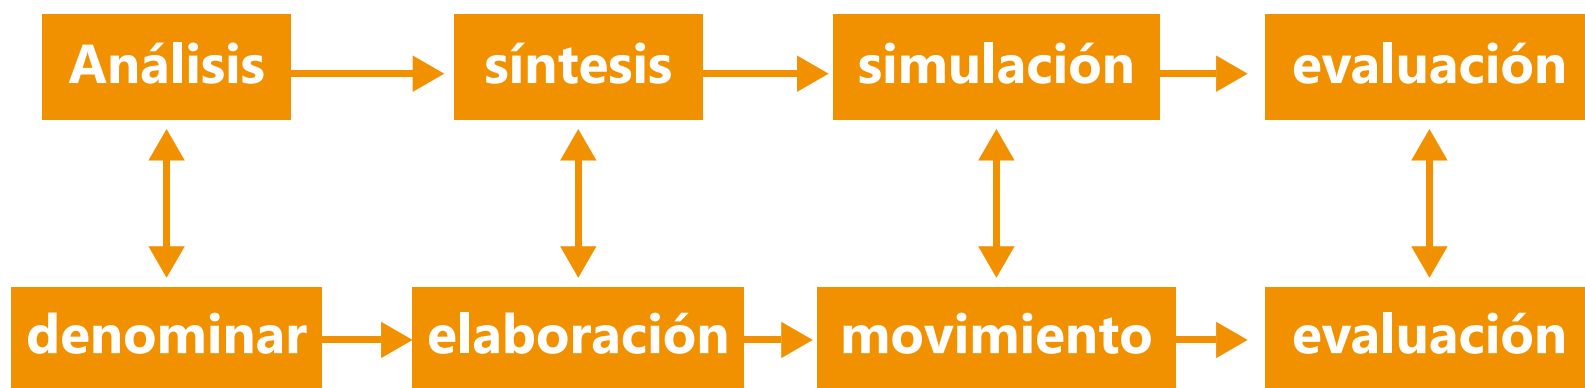 Análisis síntesis simulación evaluación
denominar elaboración movimiento evaluación